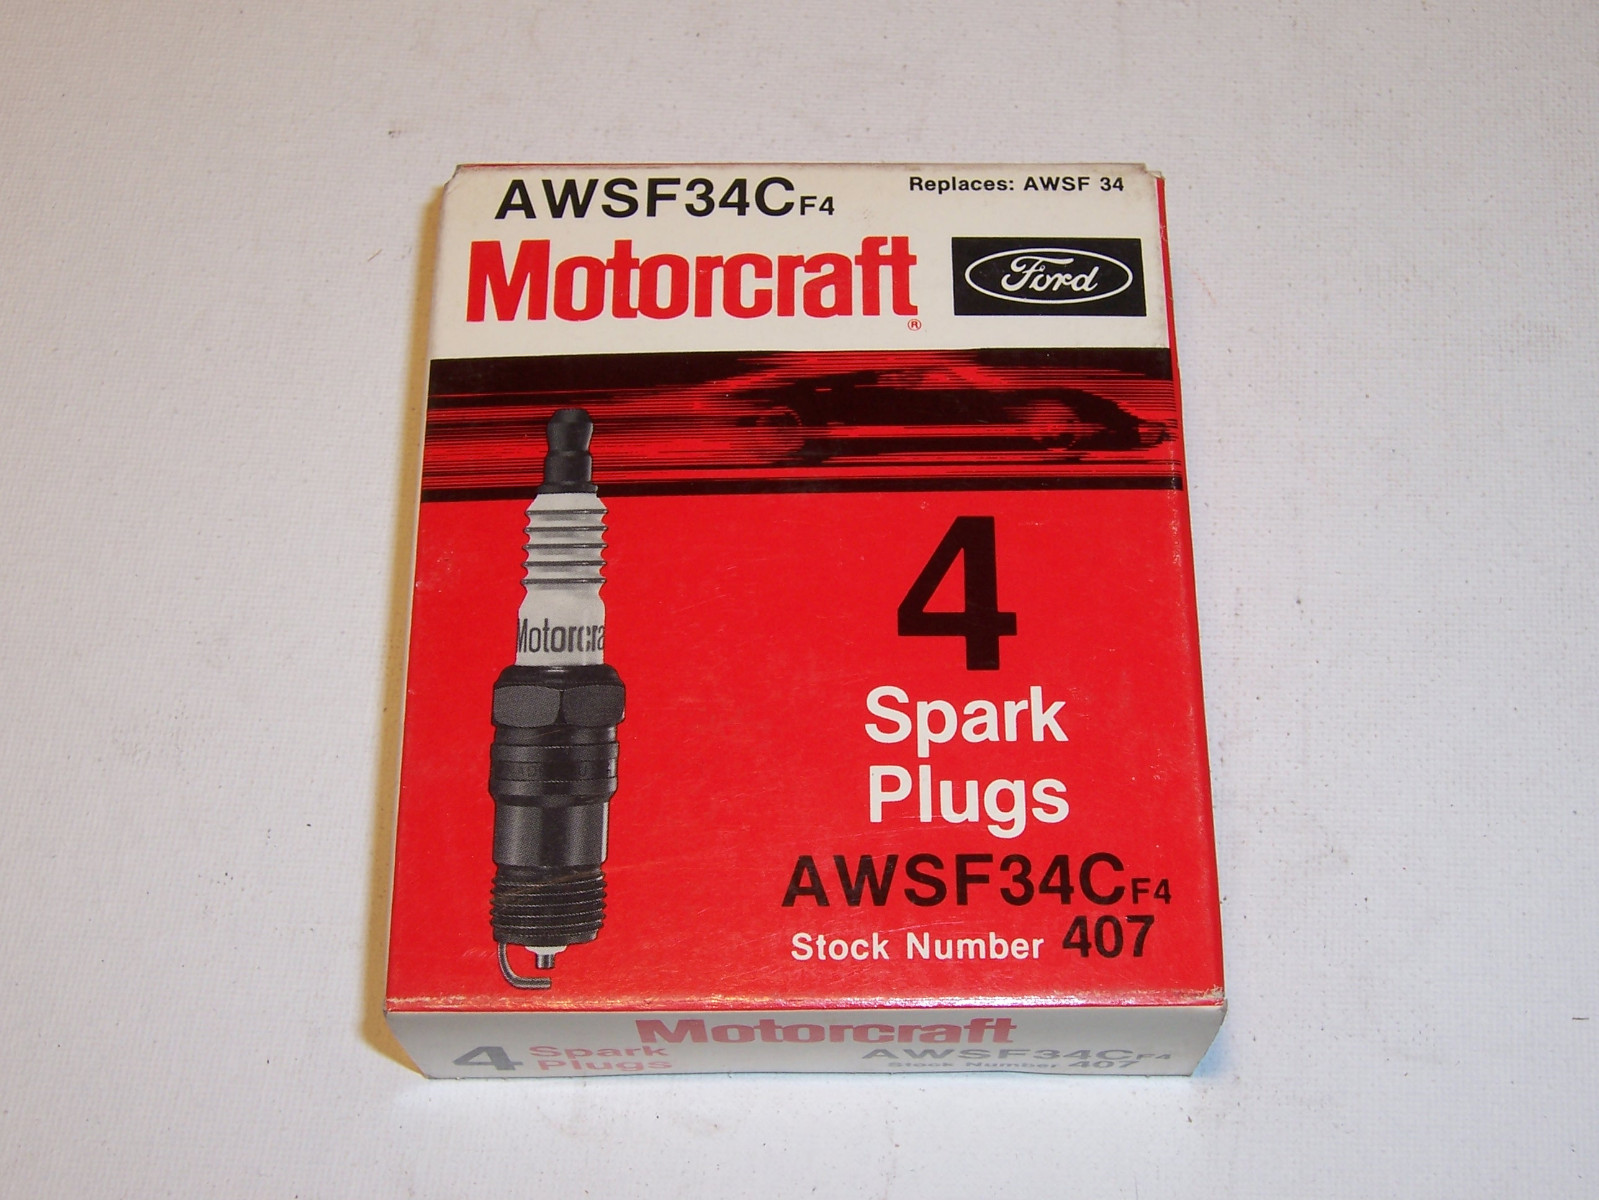 AWSF34CF4
Replaces: AWSF 34
Motorcraft®
Ford
Motorcra
4
Spark
Plugs
AWSF34CF4
Stock Number 407
Motorcraft
4 Spark
Plugs
AWSF34CF4
Stock Number 407